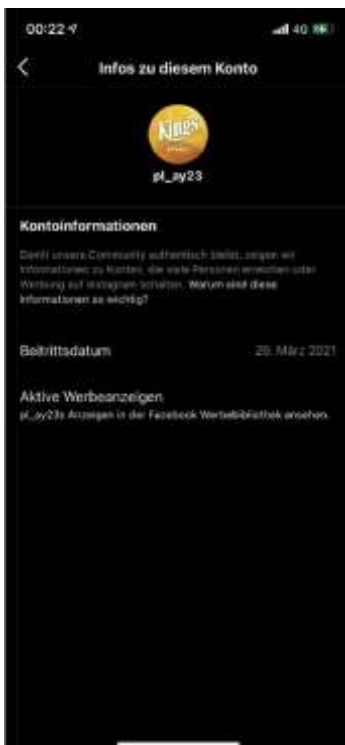 00:22
4G
Infos zu diesem Konto
Kings
pl_ay23
Kontoinformationen
Damit unsere Community authentisch bleibt, zeigen wir
Informationen zu Konten, die viele Personen erreichen oder
Werbung auf Instagram schalten. Warum sind diese
Informationen so wichtig?
Beitrittsdatum
März 2021
Aktive Werbeanzeigen
pl_ay23s Anzeigen in der Facebook Werbebibliothek ansehen.